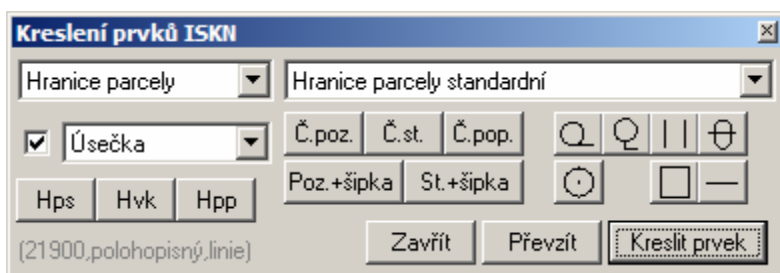 Kreslení prvků ISKN
Hranice parcely Hranice parcely standardní
Úsečka Č.poz. Č.st. Č.pop.
Poz.+šipka St.+šipka
Hps Hvk Hpp
(21900,polohopisný,linie) Zavřít Převzít Kreslit prvek